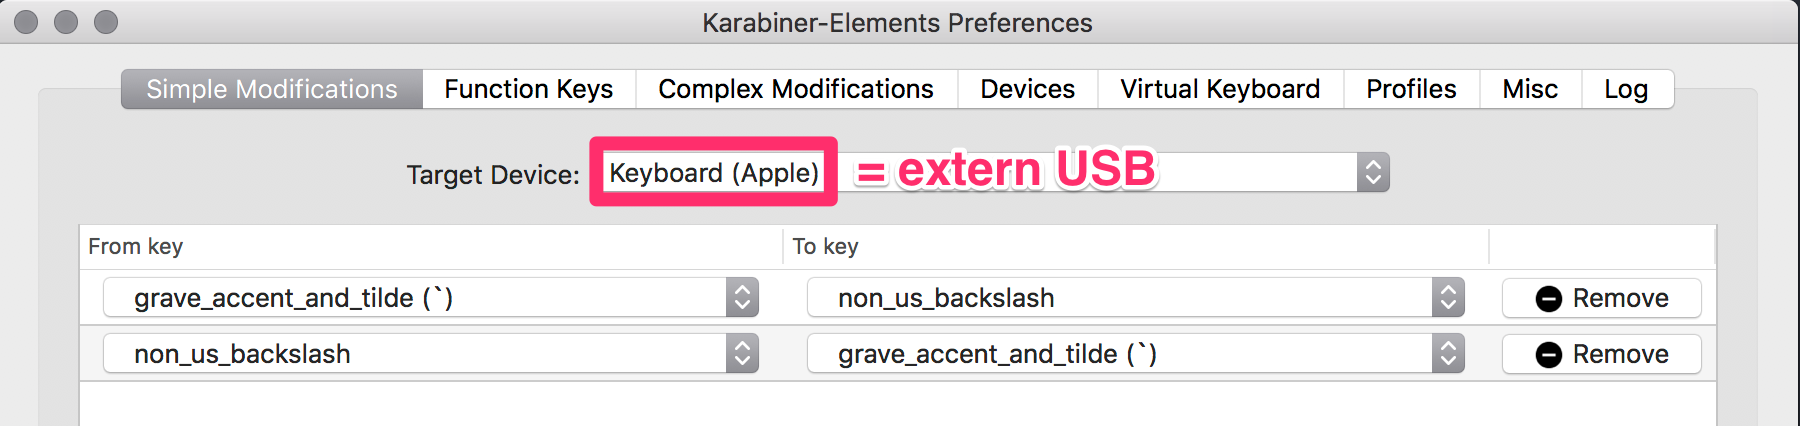 Karabiner-Elements Preferences
Simple Modifications Function Keys Complex Modifications Devices Virtual Keyboard Profiles Misc Log
Target Device: Keyboard (Apple) = extern USB
From key To key
grave_accent_and_tilde (`) non_us_backslash Remove
non_us_backslash grave_accent_and_tilde (`) Remove